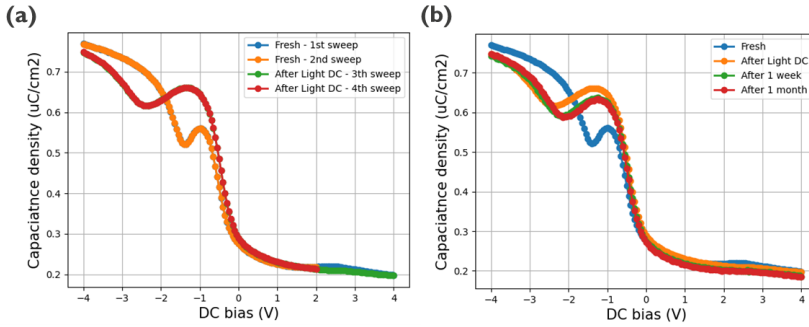 (a)
Capaciatnce density (uC/cm2)
0.7
0.6
0.5
0.4
0.3
0.2
−4 −3 −2 −1 0 1 2 3 4
DC bias (V)
Fresh - 1st sweep
Fresh - 2nd sweep
After Light DC - 3th sweep
After Light DC - 4th sweep
(b)
Capaciatnce density (uC/cm2)
0.7
0.6
0.5
0.4
0.3
0.2
−4 −3 −2 −1 0 1 2 3 4
DC bias (V)
Fresh
After Light DC
After 1 week
After 1 month